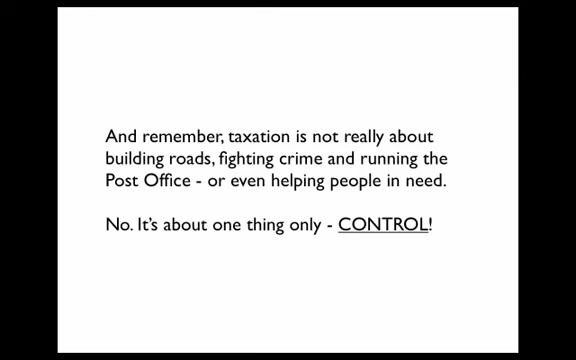 And remember, taxation is not really about
building roads, fighting crime and running the
Post Office - or even helping people in need.
No. It's about one thing only - CONTROL!